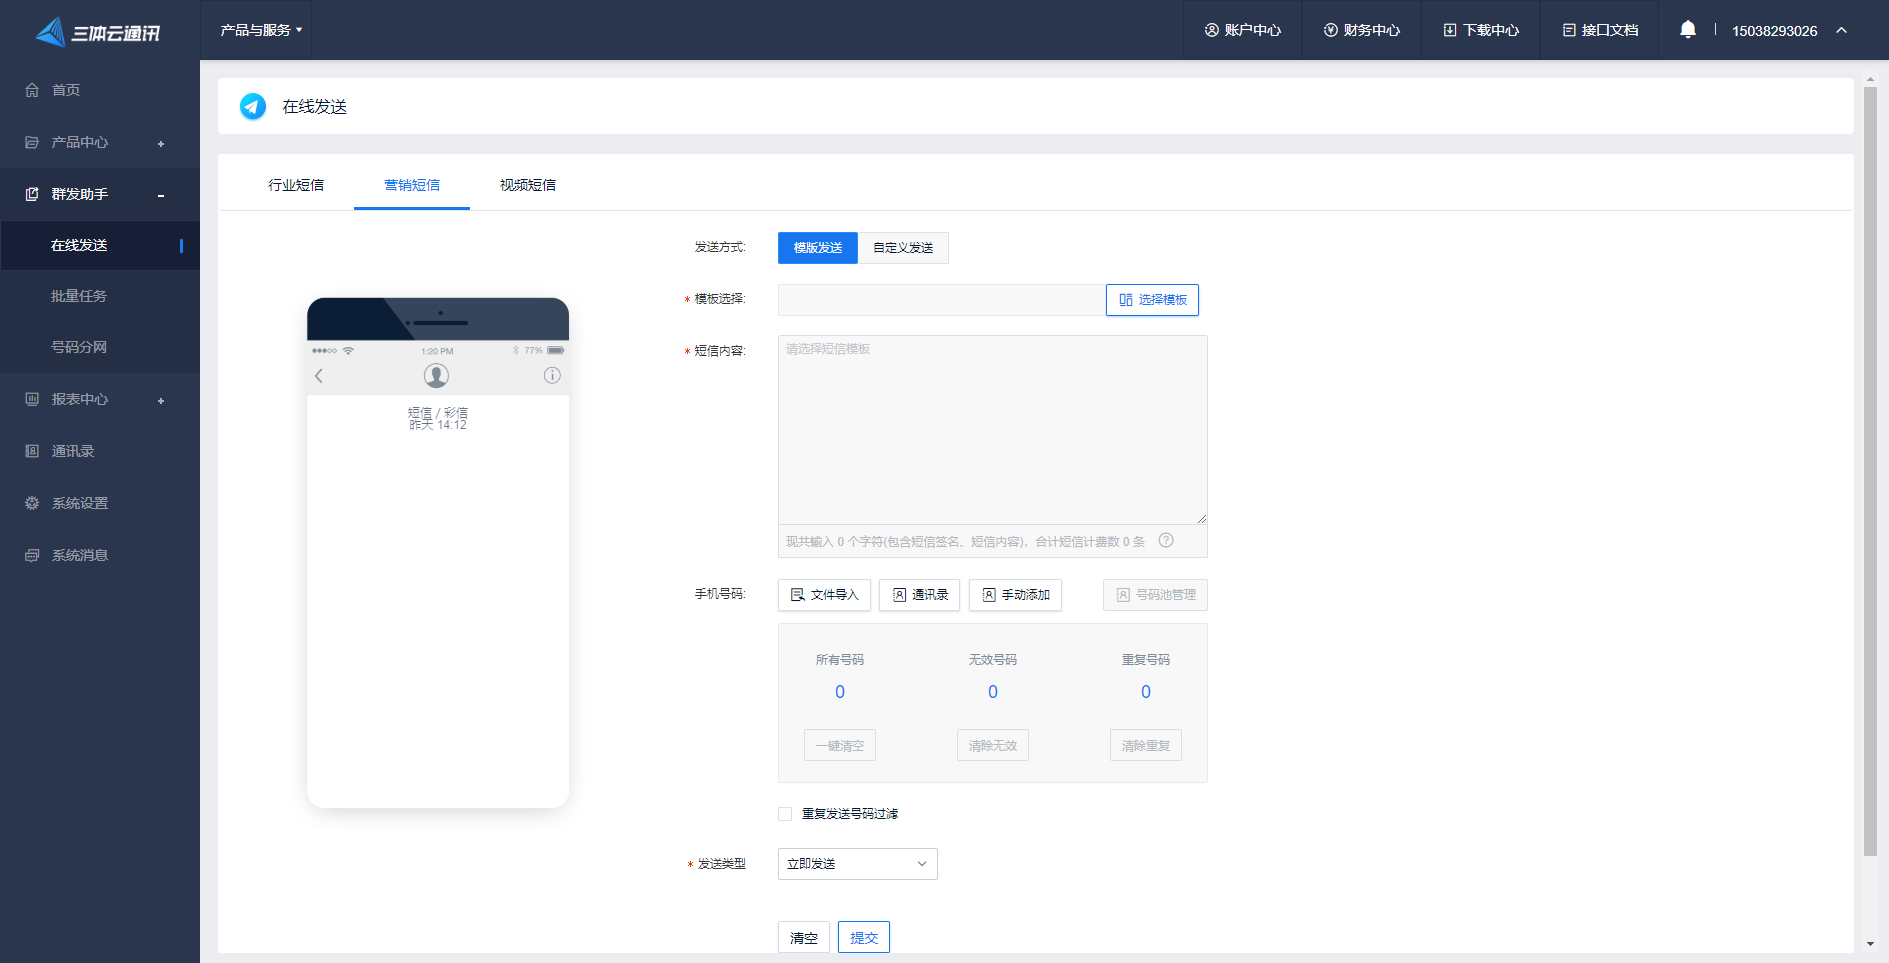 三体云通讯
产品与服务
账户中心
财务中心
下载中心
接口文档
15038293026
首页
产品中心 +
群发助手 -
在线发送
批量任务
号码分网
报表中心 +
通讯录
系统设置
系统消息
在线发送
行业短信 营销短信 视频短信
1:20 PM 77%
短信 / 彩信
昨天 14:12
发送方式: 模版发送 自定义发送
* 模板选择: 选择模板
* 短信内容: 请选择短信模板
现共输入 0 个字符(包含短信签名、短信内容)，合计短信计费数 0 条
手机号码: 文件导入 通讯录 手动添加 号码池管理
所有号码 无效号码 重复号码
0 0 0
一键清空 清除无效 清除重复
重复发送号码过滤
* 发送类型 立即发送
清空 提交